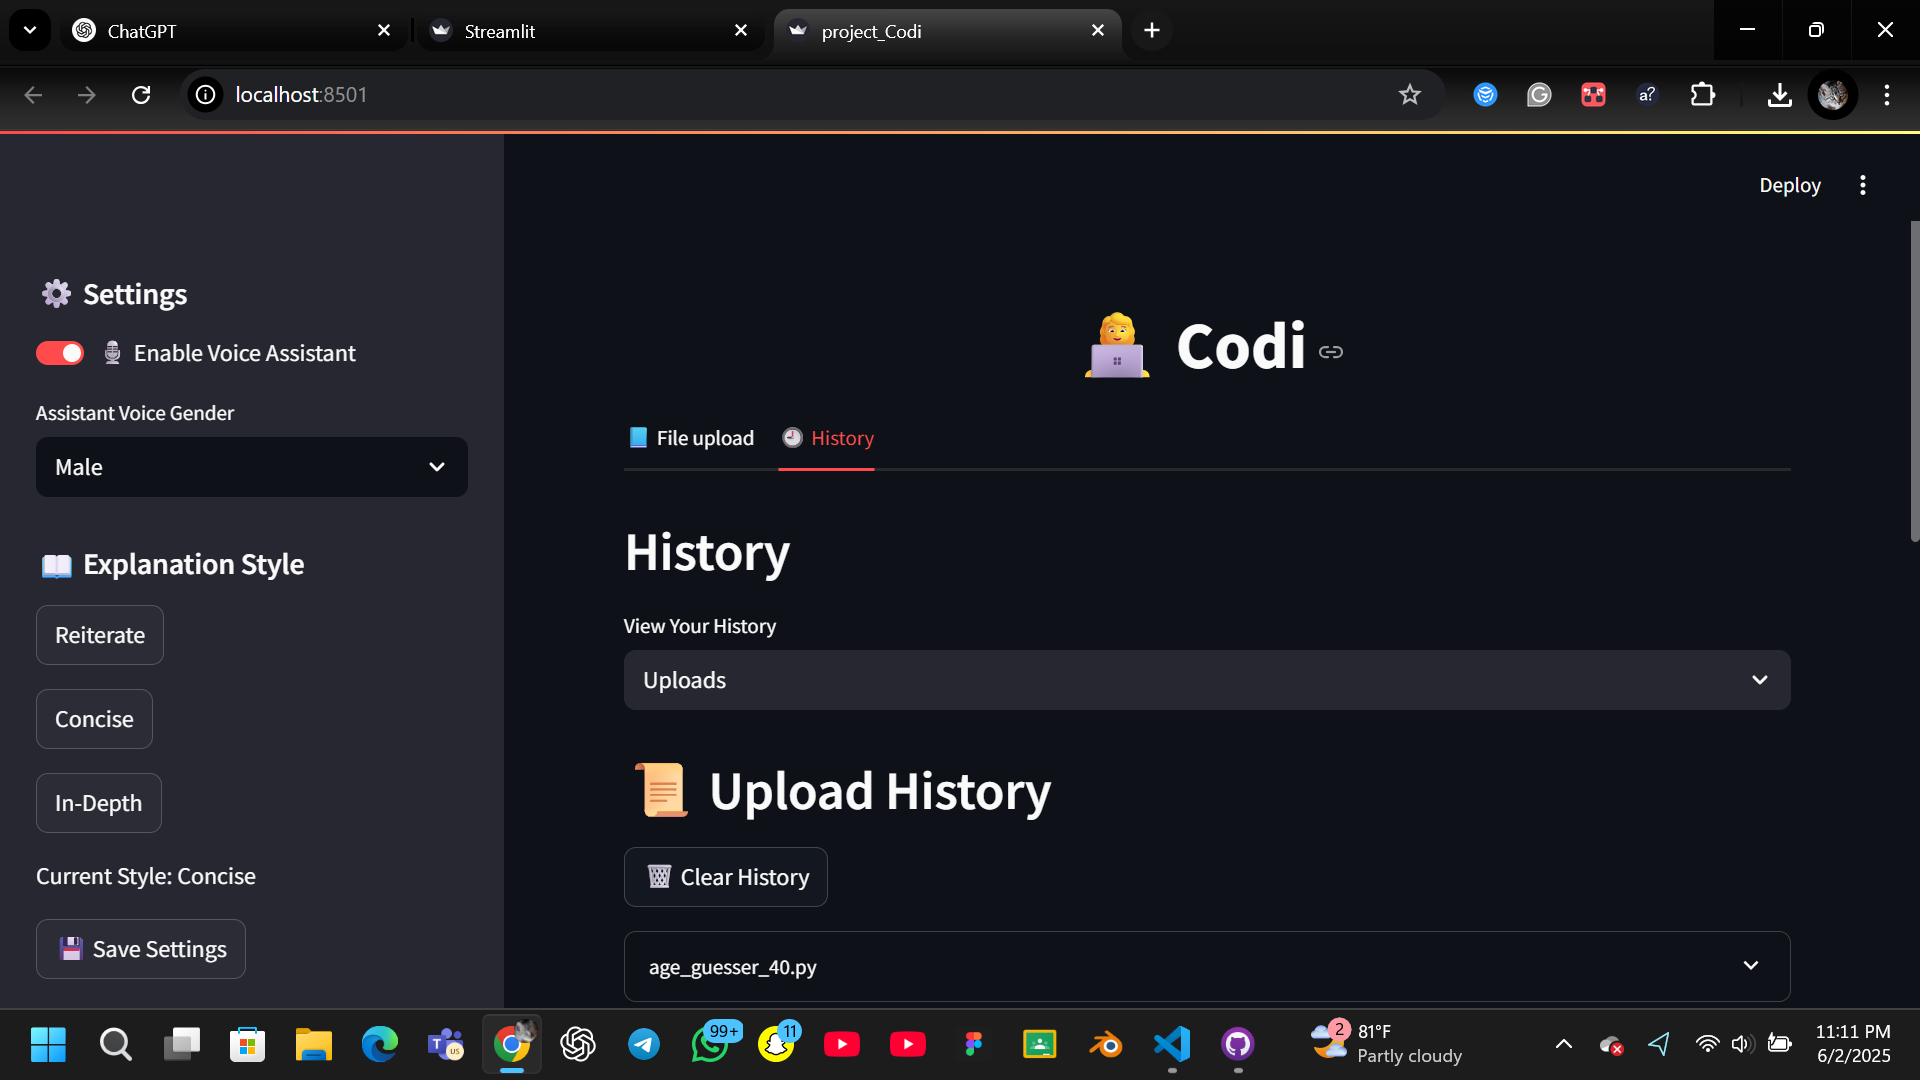 ChatGPT
Streamlit
project_Codi
localhost:8501
a?
Deploy
Settings
Enable Voice Assistant
Assistant Voice Gender
Male
Explanation Style
Reiterate
Concise
In-Depth
Current Style: Concise
Save Settings
Codi
File upload
History
History
View Your History
Uploads
Upload History
Clear History
age_guesser_40.py
US
99+
11
2
81°F
Partly cloudy
11:11 PM
6/2/2025